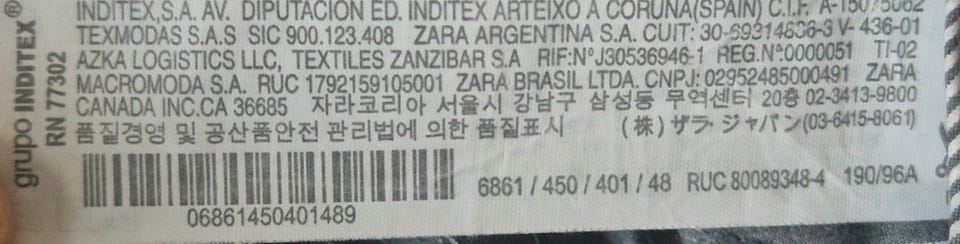 grupo INDITEX
RN 77302
INDITEX,S.A. AV. DIPUTACION ED. INDITEX ARTEIXO A CORUÑA(SPAIN) C.I.F. A-15075062
TEXMODAS S.A.S SIC 900.123.408 ZARA ARGENTINA S.A. CUIT: 30-69314836-3 V- 436-01
AZKA LOGISTICS LLC, TEXTILES ZANZIBAR S.A RIF:Nº J30536946-1 REG.Nº:0000051 TI-02
MACROMODA S.A. RUC 1792159105001 ZARA BRASIL LTDA. CNPJ: 02952485000491 ZARA
CANADA INC.CA 36685 자라코리아 서울시 강남구 삼성동 무역센터 20층 02-3413-9800
품질경영 및 공산품안전 관리법에 의한 품질표시 (株) ザラ・ジャパン(03-6415-8061)
6861 / 450 / 401 / 48 RUC 80089348-4 190/96A
06861450401489